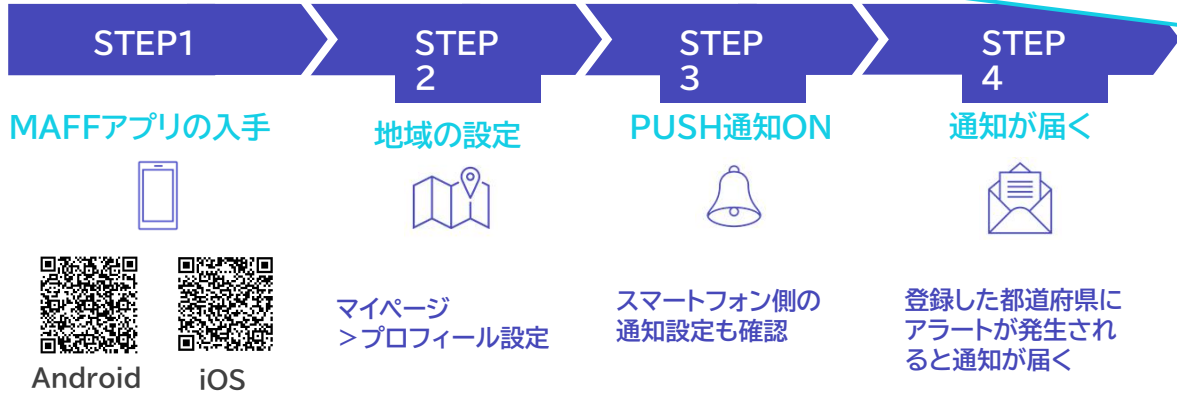 STEP1
STEP
2
STEP
3
STEP
4
MAFFアプリの入手
地域の設定
PUSH通知ON
通知が届く
マイページ
＞プロフィール設定
スマートフォン側の
通知設定も確認
登録した都道府県に
アラートが発生され
ると通知が届く
Android
iOS